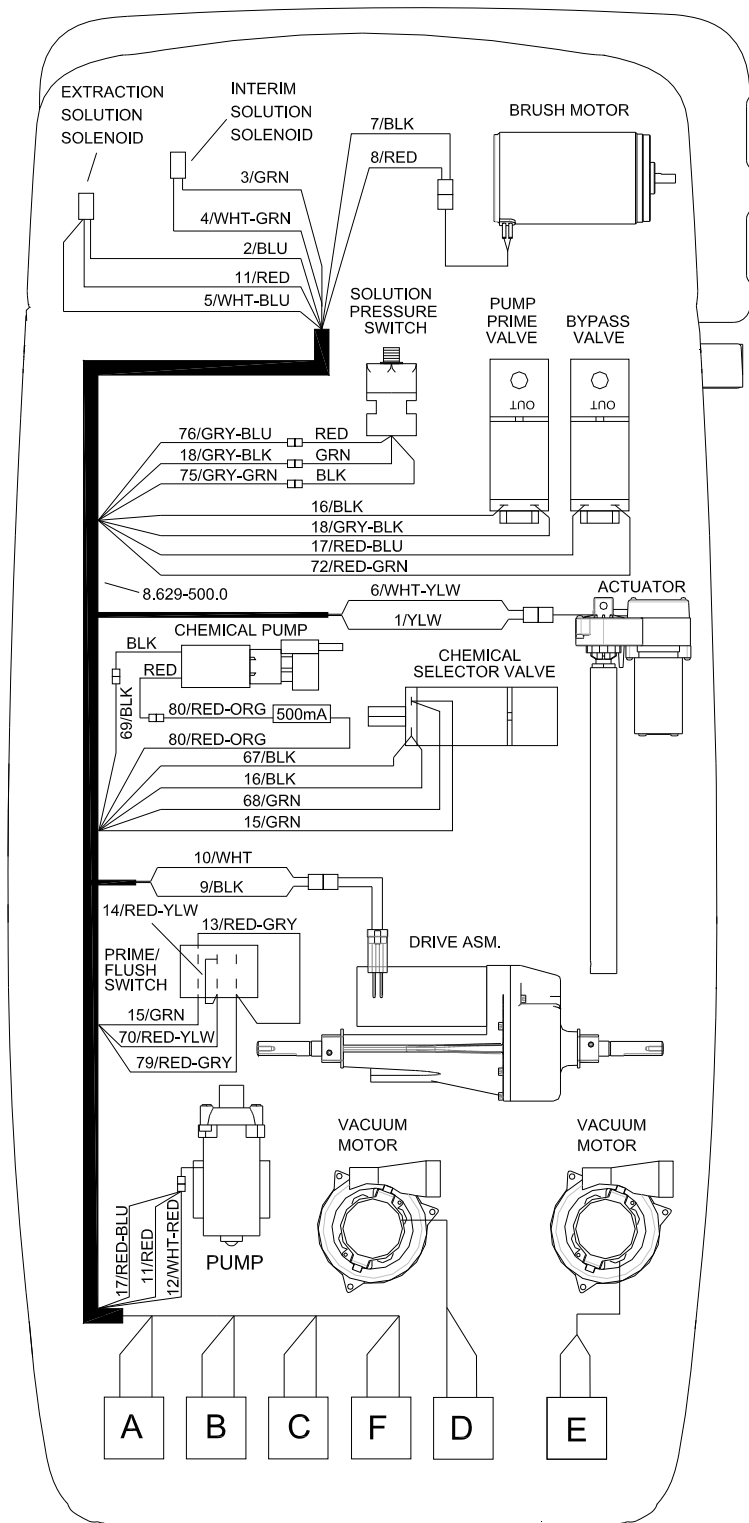 EXTRACTION
SOLUTION
SOLENOID
INTERIM
SOLUTION
SOLENOID
7/BLK
8/RED
BRUSH MOTOR
3/GRN
4/WHT-GRN
2/BLU
11/RED
5/WHT-BLU
SOLUTION
PRESSURE
SWITCH
PUMP
PRIME
VALVE
BYPASS
VALVE
OUT
OUT
76/GRY-BLU
RED
18/GRY-BLK
GRN
75/GRY-GRN
BLK
16/BLK
18/GRY-BLK
17/RED-BLU
72/RED-GRN
8.629-500.0
6/WHT-YLW
1/YLW
ACTUATOR
CHEMICAL PUMP
BLK
RED
69/BLK
80/RED-ORG
500mA
80/RED-ORG
CHEMICAL
SELECTOR VALVE
67/BLK
16/BLK
68/GRN
15/GRN
10/WHT
9/BLK
14/RED-YLW
13/RED-GRY
PRIME/
FLUSH
SWITCH
DRIVE ASM.
15/GRN
70/RED-YLW
79/RED-GRY
VACUUM
MOTOR
VACUUM
MOTOR
17/RED-BLU
11/RED
12/WHT-RED
PUMP
A
B
C
F
D
E